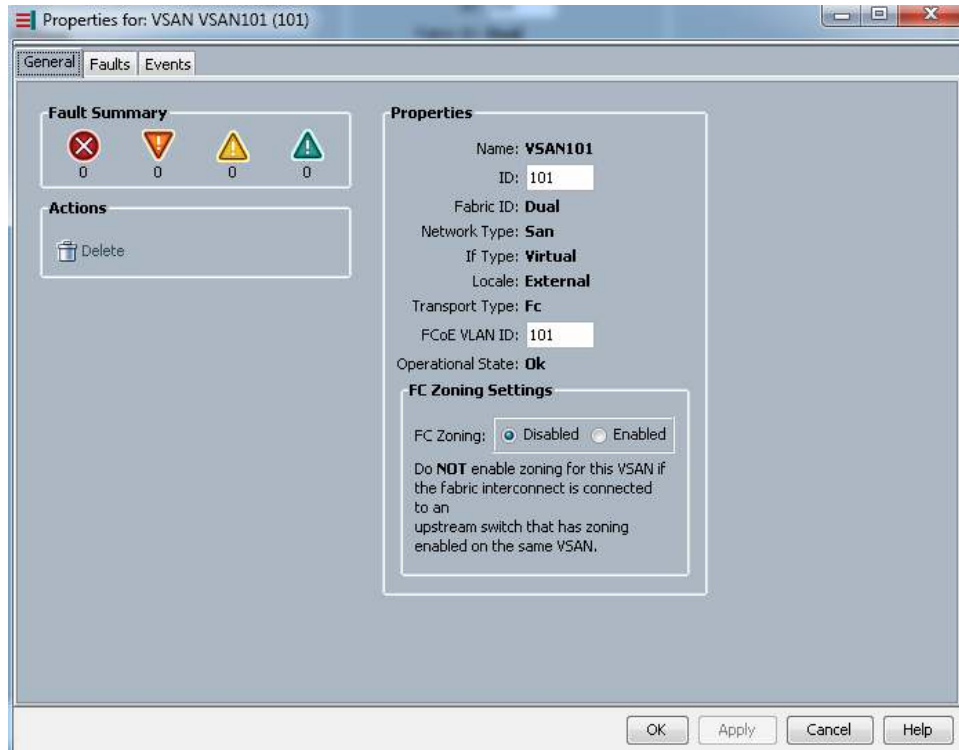 Properties for: VSAN VSAN101 (101)
General Faults Events
Fault Summary
0 0 0 0
Actions
Delete
Properties
Name: VSAN101
ID: 101
Fabric ID: Dual
Network Type: San
If Type: Virtual
Locale: External
Transport Type: Fc
FCoE VLAN ID: 101
Operational State: Ok
FC Zoning Settings
FC Zoning: Disabled Enabled
Do NOT enable zoning for this VSAN if
the fabric interconnect is connected
to an
upstream switch that has zoning
enabled on the same VSAN.
OK Apply Cancel Help